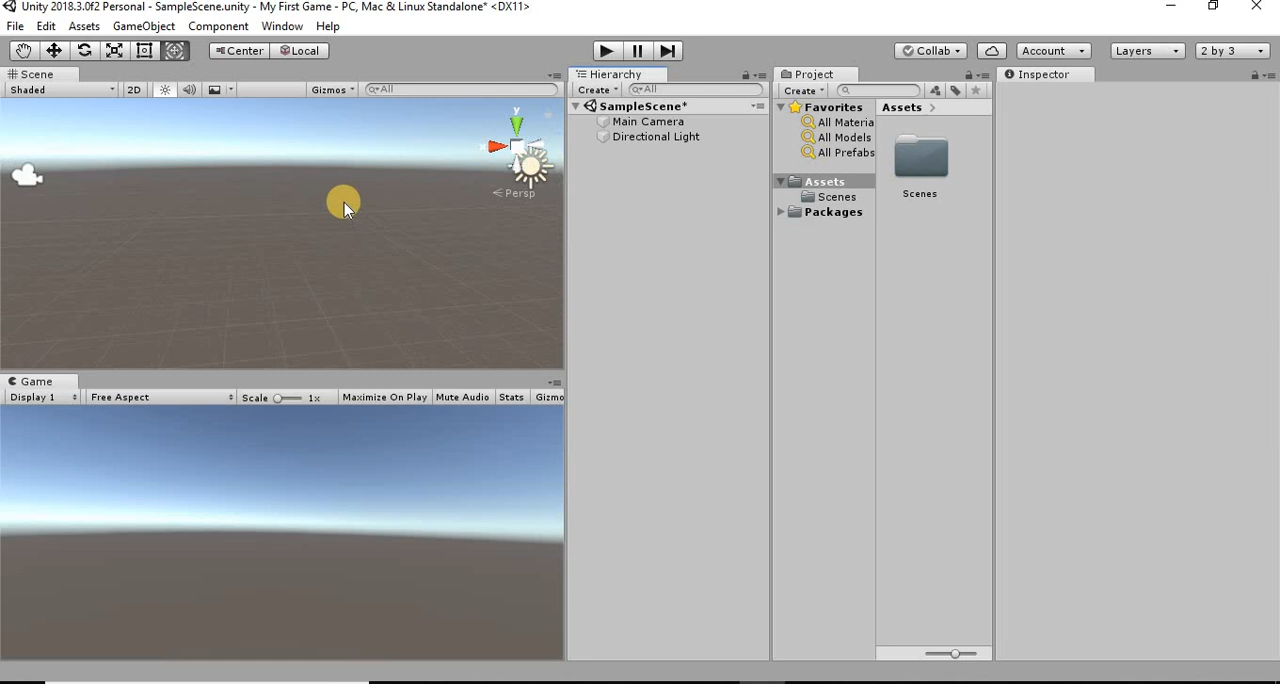 Unity 2018.3.0f2 Personal - SampleScene.unity - My First Game - PC, Mac & Linux Standalone* <DX11>
File Edit Assets GameObject Component Window Help
Center Local Collab Account Layers 2 by 3
Scene
Shaded 2D Gizmos All
y
x
Persp
Game
Display 1 Free Aspect Scale 1x Maximize On Play Mute Audio Stats Gizmo
Hierarchy
Create All
SampleScene*
Main Camera
Directional Light
Project
Create
Favorites
All Materia
All Models
All Prefabs
Assets
Scenes
Packages
Assets
Scenes
Inspector